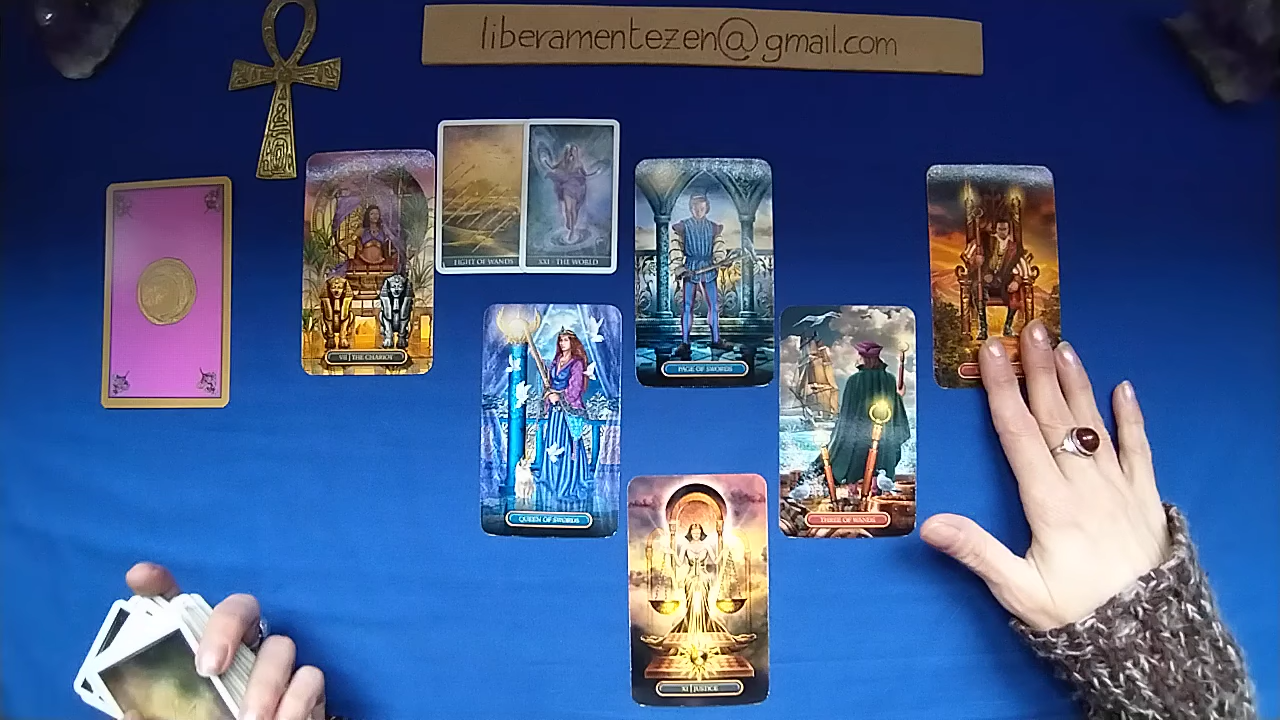 liberamentezen@gmail.com
EIGHT OF WANDS
XXI · THE WORLD
VII | THE CHARIOT
PAGE OF SWORDS
QUEEN OF SWORDS
THREE OF WANDS
XI | JUSTICE